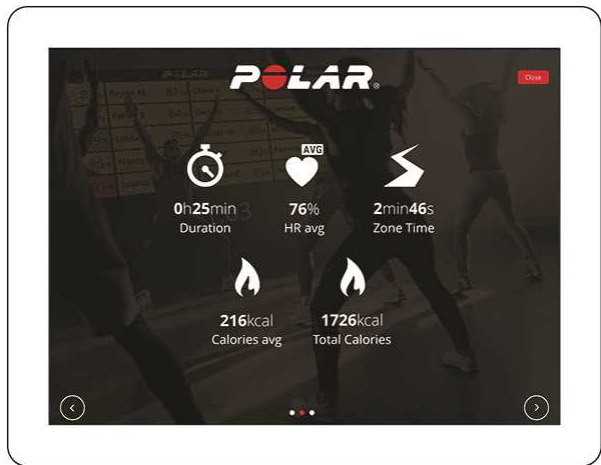 POLAR
Close
AVG
0h25min
Duration
76%
HR avg
2min46s
Zone Time
216kcal
Calories avg
1726kcal
Total Calories